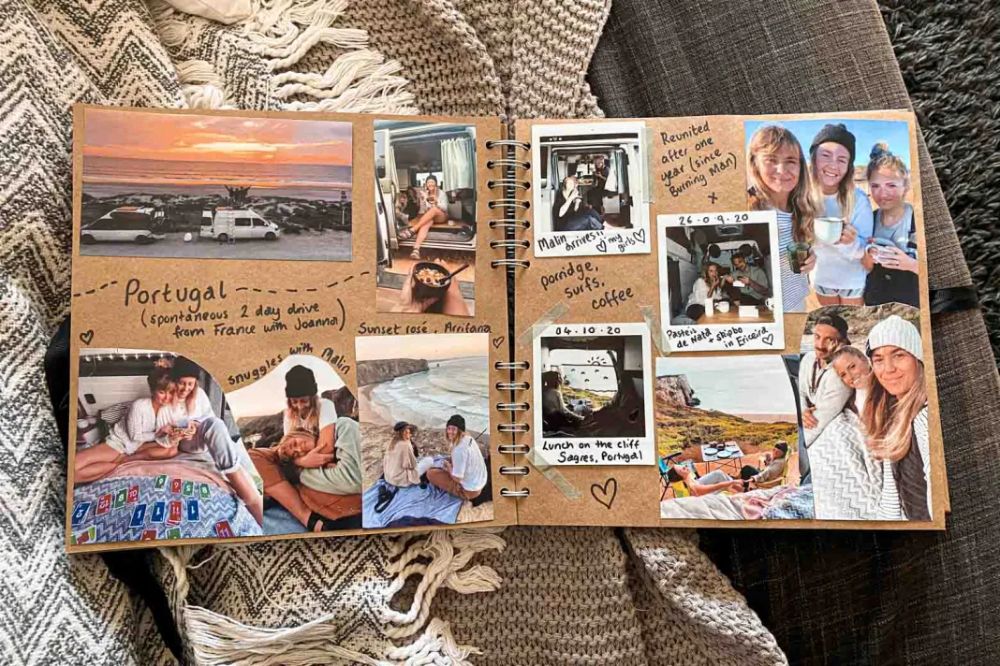 Portugal
(spontaneous 2 day drive
from France with Joanna)
snuggles with Malin
Sunset rosé, Arrifana
Malin arrives!!
my girls
Reunited
after one
year (since
Burning Man)
x
porridge,
surfs,
coffee
26-09.20
Pasteis
de Nata + skipbo
in Ericeira
04.10.20
Lunch on the cliff
Sagres, Portugal